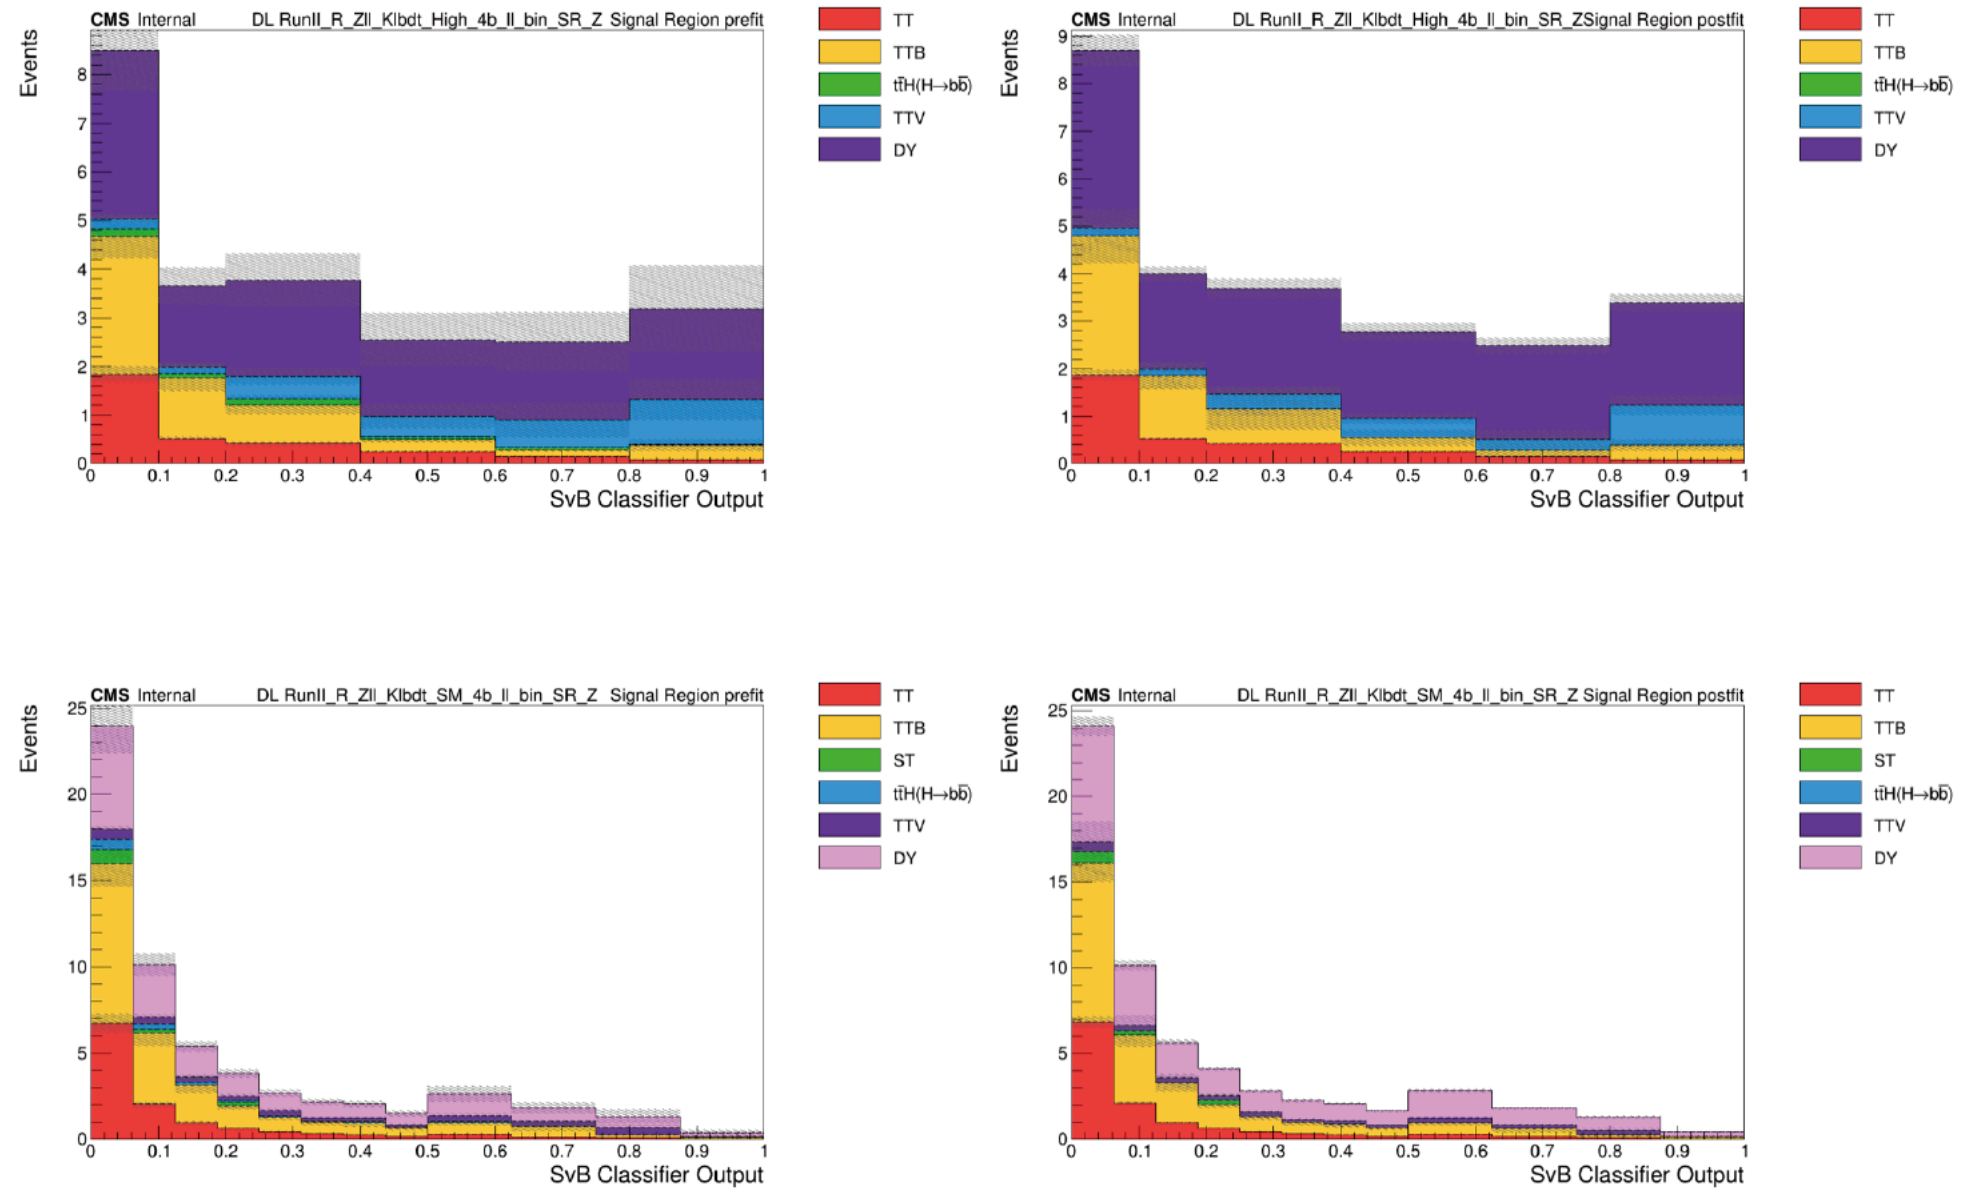 CMS Internal DL RunII_R_Zll_Klbdt_High_4b_ll_bin_SR_Z Signal Region prefit
Events
8
7
6
5
4
3
2
1
0
0 0.1 0.2 0.3 0.4 0.5 0.6 0.7 0.8 0.9 1
SvB Classifier Output
TT
TTB
tt̄H(H→bb̄)
TTV
DY
CMS Internal DL RunII_R_Zll_Klbdt_High_4b_ll_bin_SR_ZSignal Region postfit
Events
9
8
7
6
5
4
3
2
1
0
0 0.1 0.2 0.3 0.4 0.5 0.6 0.7 0.8 0.9 1
SvB Classifier Output
TT
TTB
tt̄H(H→bb̄)
TTV
DY
CMS Internal DL RunII_R_Zll_Klbdt_SM_4b_ll_bin_SR_Z Signal Region prefit
Events
25
20
15
10
5
0
0 0.1 0.2 0.3 0.4 0.5 0.6 0.7 0.8 0.9 1
SvB Classifier Output
TT
TTB
ST
tt̄H(H→bb̄)
TTV
DY
CMS Internal DL RunII_R_Zll_Klbdt_SM_4b_ll_bin_SR_Z Signal Region postfit
Events
25
20
15
10
5
0
0 0.1 0.2 0.3 0.4 0.5 0.6 0.7 0.8 0.9 1
SvB Classifier Output
TT
TTB
ST
tt̄H(H→bb̄)
TTV
DY